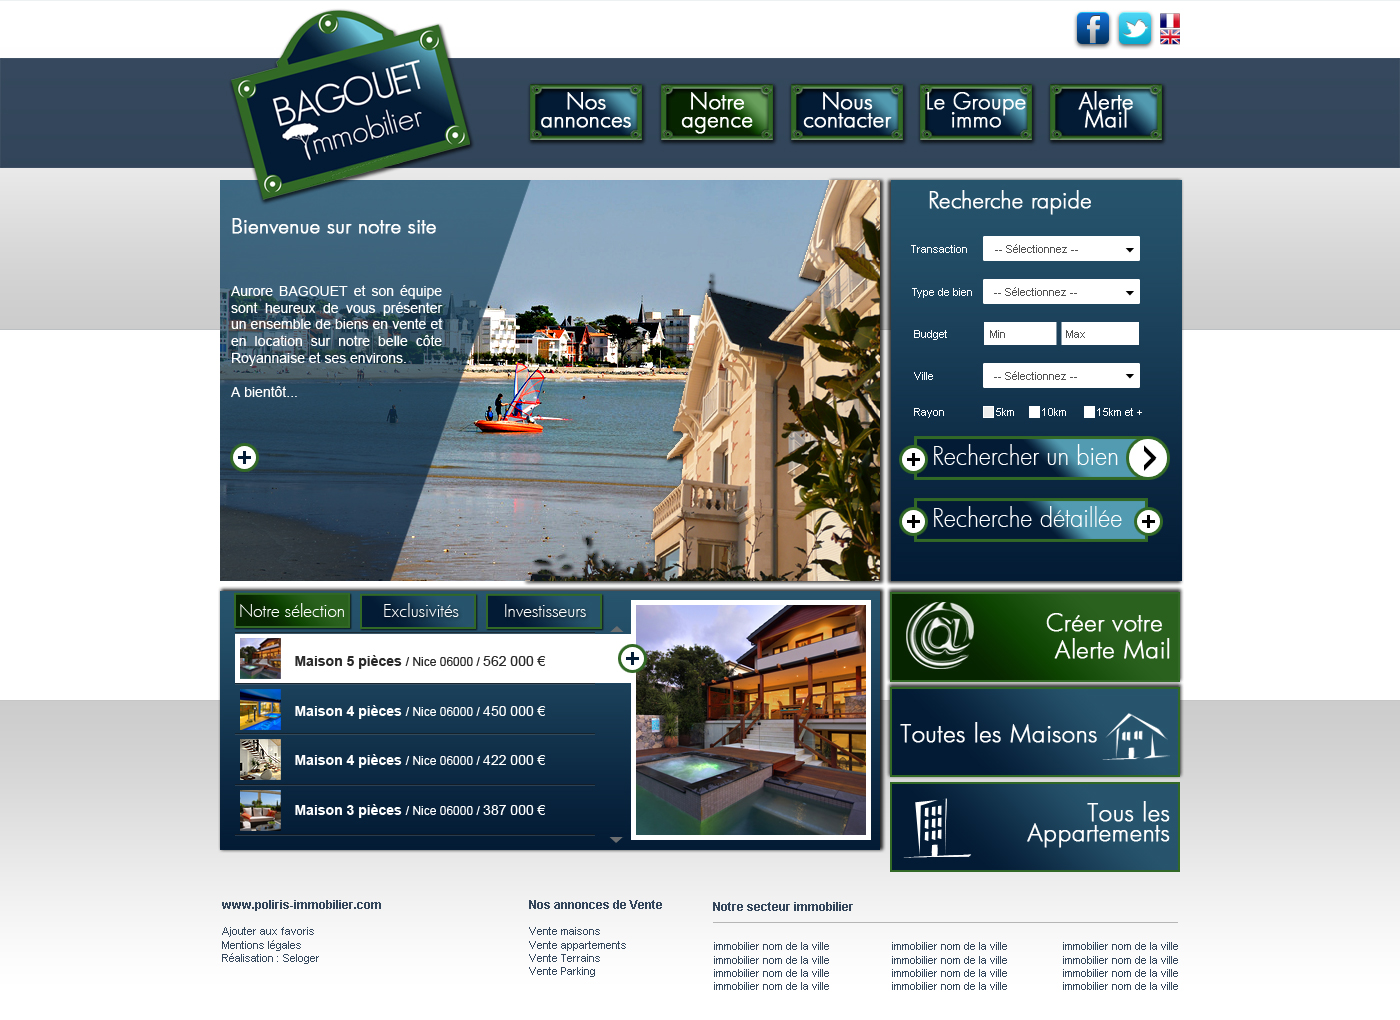 BAGOUET
immobilier
Nos
annonces
Notre
agence
Nous
contacter
Le Groupe
immo
Alerte
Mail
Bienvenue sur notre site
Aurore BAGOUET et son équipe
sont heureux de vous présenter
un ensemble de biens en vente et
en location sur notre belle côte
Royannaise et ses environs.
A bientôt...
Recherche rapide
Transaction
-- Sélectionnez --
Type de bien
-- Sélectionnez --
Budget
Min
Max
Ville
-- Sélectionnez --
Rayon
5km
10km
15km et +
Rechercher un bien
Recherche détaillée
Notre sélection
Exclusivités
Investisseurs
Maison 5 pièces / Nice 06000 / 562 000 €
Maison 4 pièces / Nice 06000 / 450 000 €
Maison 4 pièces / Nice 06000 / 422 000 €
Maison 3 pièces / Nice 06000 / 387 000 €
Créer votre
Alerte Mail
Toutes les Maisons
Tous les
Appartements
www.poliris-immobilier.com
Ajouter aux favoris
Mentions légales
Réalisation : Seloger
Nos annonces de Vente
Vente maisons
Vente appartements
Vente Terrains
Vente Parking
Notre secteur immobilier
immobilier nom de la ville
immobilier nom de la ville
immobilier nom de la ville
immobilier nom de la ville
immobilier nom de la ville
immobilier nom de la ville
immobilier nom de la ville
immobilier nom de la ville
immobilier nom de la ville
immobilier nom de la ville
immobilier nom de la ville
immobilier nom de la ville